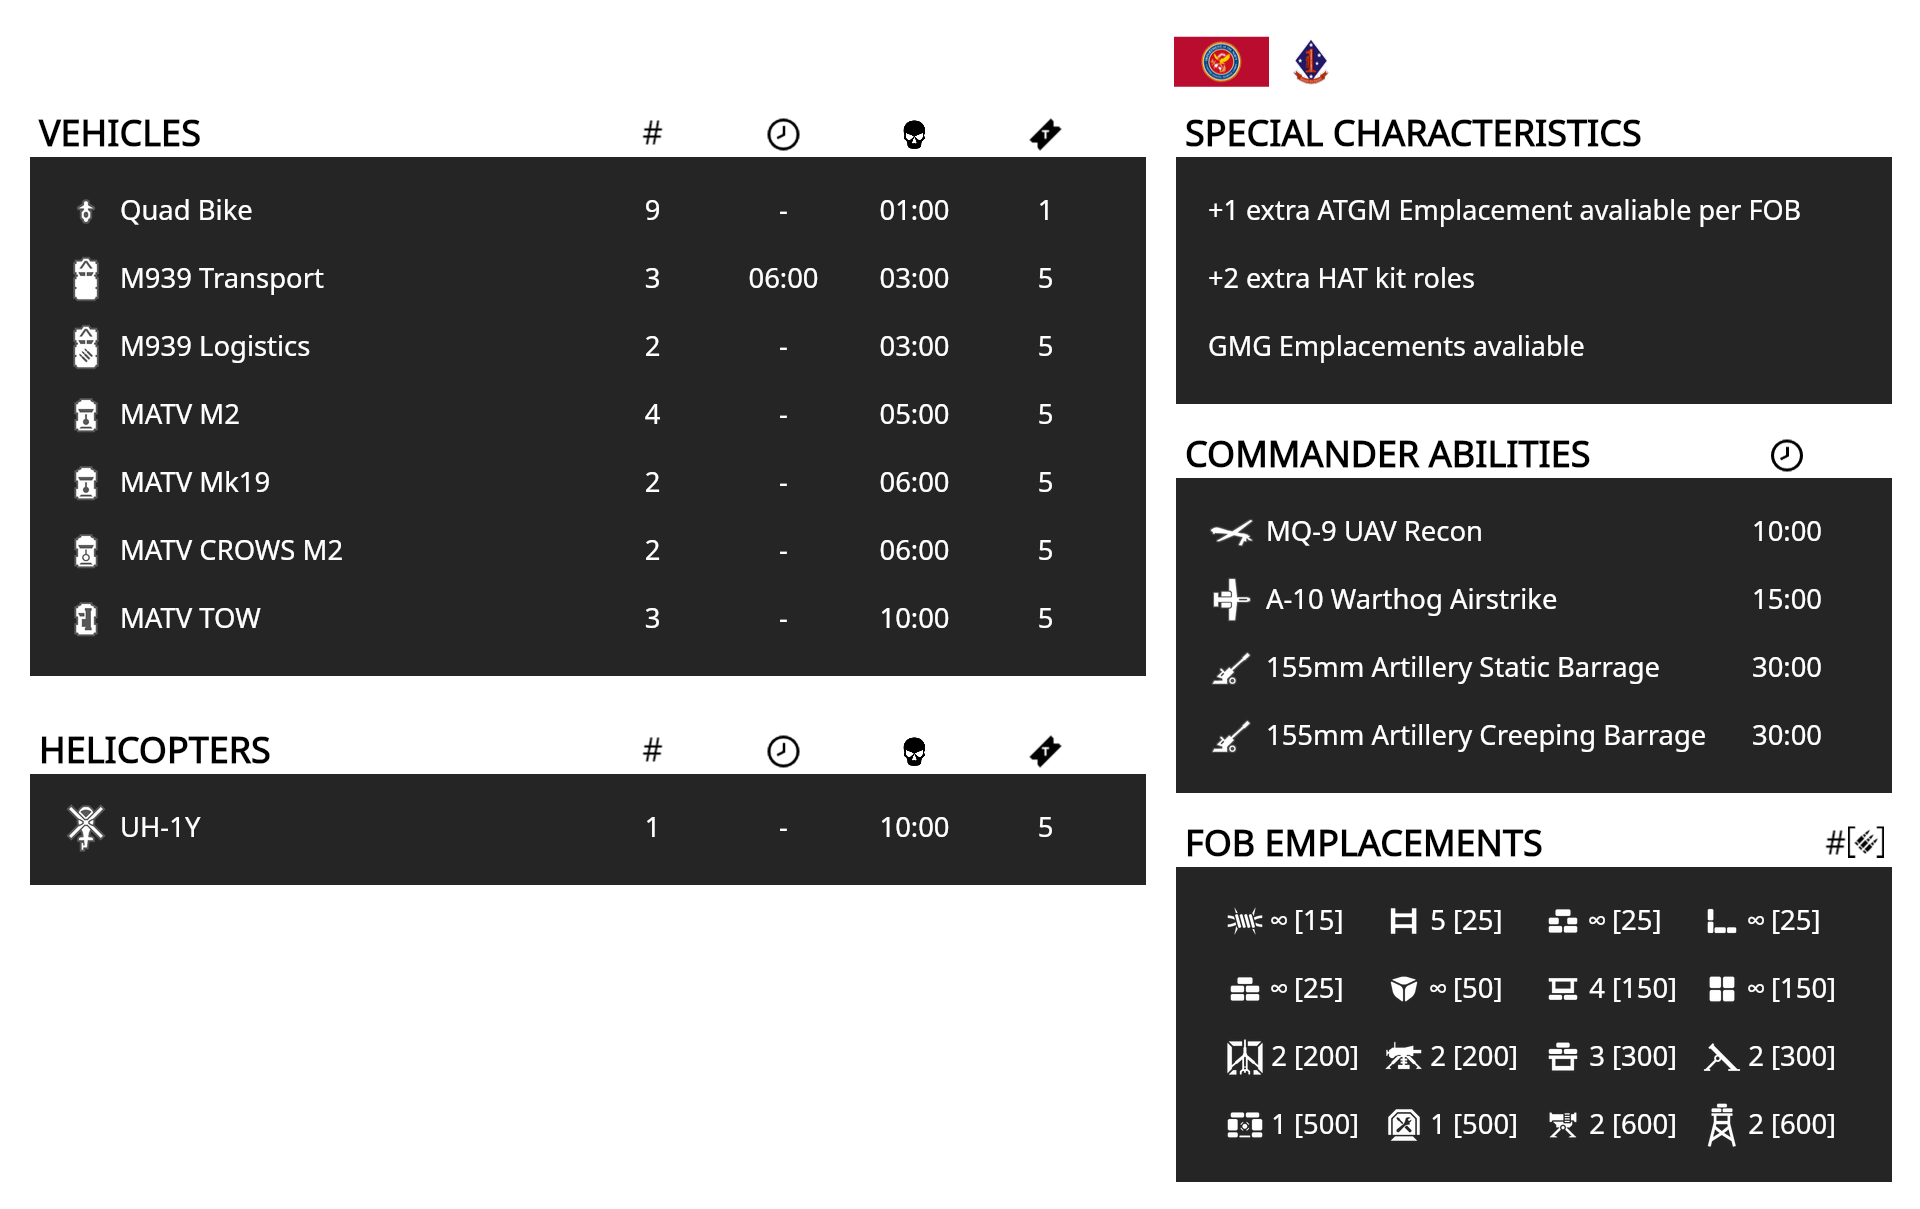 VEHICLES #
Quad Bike 9 - 01:00 1
M939 Transport 3 06:00 03:00 5
M939 Logistics 2 - 03:00 5
MATV M2 4 - 05:00 5
MATV Mk19 2 - 06:00 5
MATV CROWS M2 2 - 06:00 5
MATV TOW 3 - 10:00 5
HELICOPTERS #
UH-1Y 1 - 10:00 5
SPECIAL CHARACTERISTICS
+1 extra ATGM Emplacement avaliable per FOB
+2 extra HAT kit roles
GMG Emplacements avaliable
COMMANDER ABILITIES
MQ-9 UAV Recon 10:00
A-10 Warthog Airstrike 15:00
155mm Artillery Static Barrage 30:00
155mm Artillery Creeping Barrage 30:00
FOB EMPLACEMENTS #[]
∞ [15] 5 [25] ∞ [25] ∞ [25]
∞ [25] ∞ [50] 4 [150] ∞ [150]
2 [200] 2 [200] 3 [300] 2 [300]
1 [500] 1 [500] 2 [600] 2 [600]